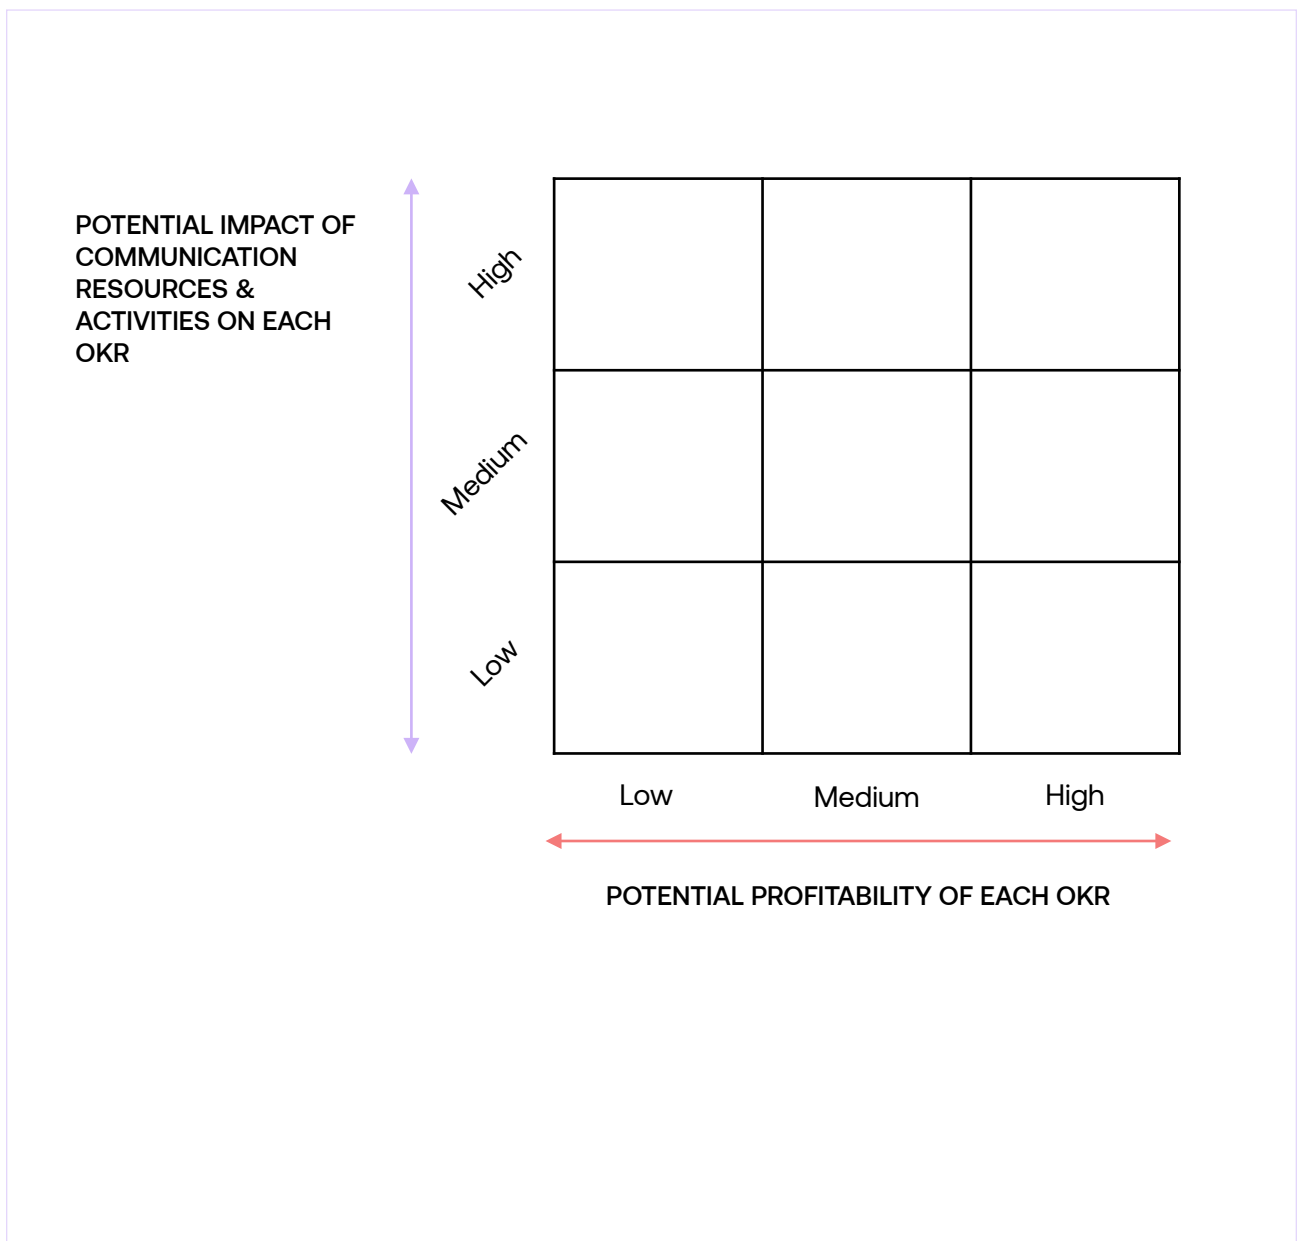 POTENTIAL IMPACT OF
COMMUNICATION
RESOURCES &
ACTIVITIES ON EACH
OKR
High
Medium
Low
Low
Medium
High
POTENTIAL PROFITABILITY OF EACH OKR